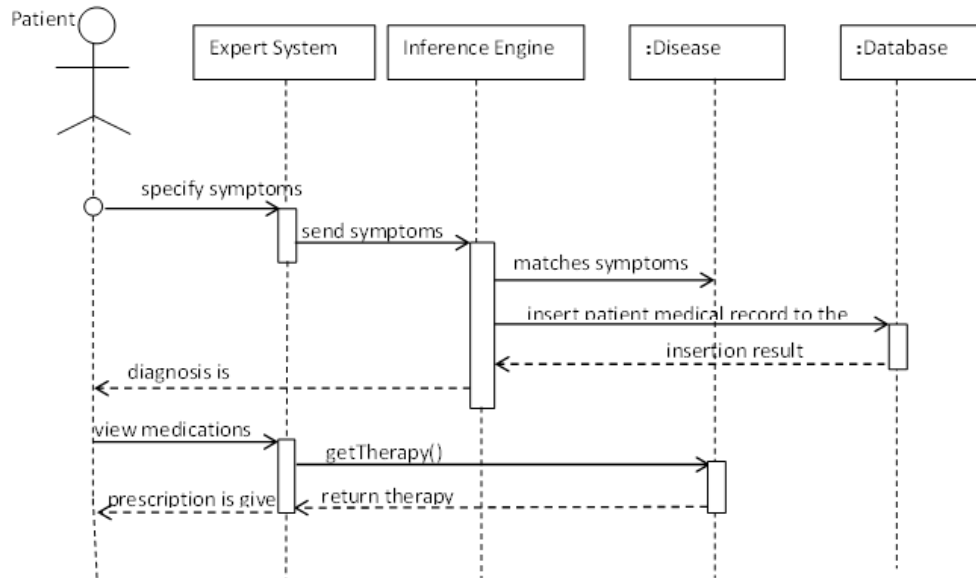 Patient
Expert System
Inference Engine
:Disease
:Database
specify symptoms
send symptoms
matches symptoms
insert patient medical record to the
insertion result
diagnosis is
view medications
getTherapy()
prescription is give
return therapy